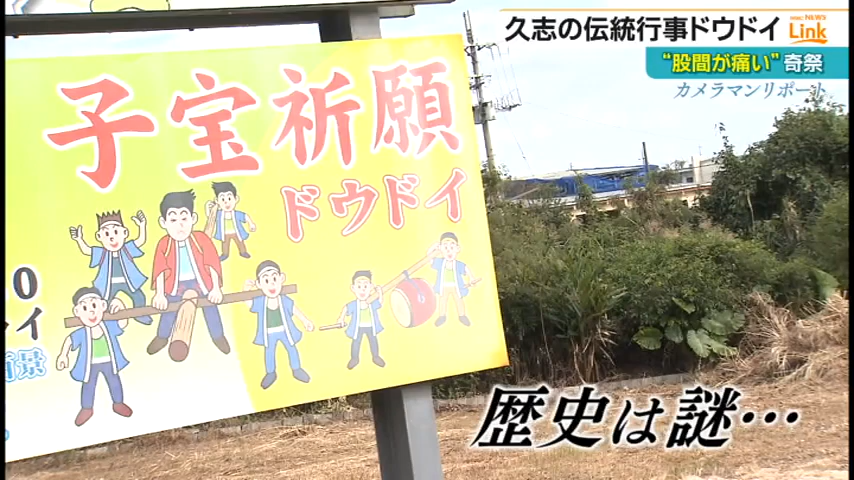 久志の伝統行事ドウドイ
NEWS
Link
“股間が痛い”奇祭
カメラマンリポート
子宝祈願
ドウドイ
0
イ
景
歴史は謎…